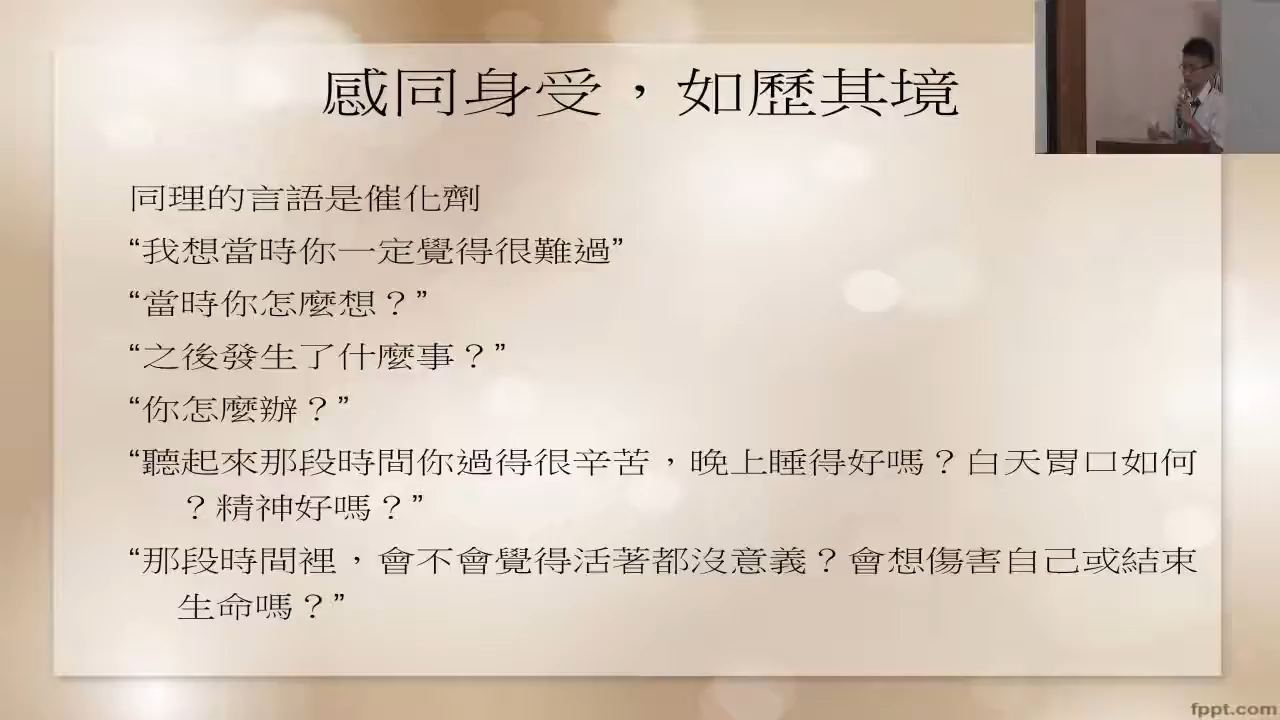 感同身受，如歷其境
同理的言語是催化劑
“我想當時你一定覺得很難過”
“當時你怎麼想？”
“之後發生了什麼事？”
“你怎麼辦？”
“聽起來那段時間你過得很辛苦，晚上睡得好嗎？白天胃口如何
？精神好嗎？”
“那段時間裡，會不會覺得活著都沒意義？會想傷害自己或結束
生命嗎？”
fppt.com